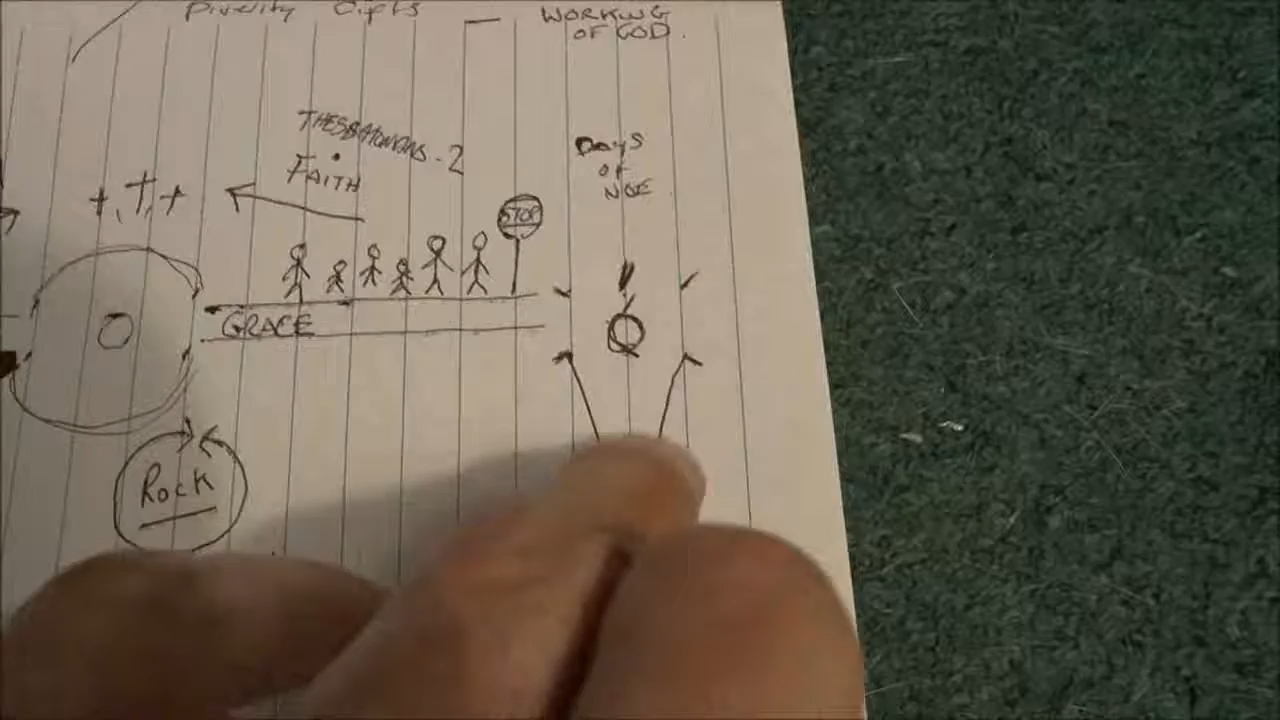 Diversity Gifts
WORKING
OF GOD.
THESSALONIANS-2
FAITH
Days
OF
NOE.
STOP
GRACE
Rock